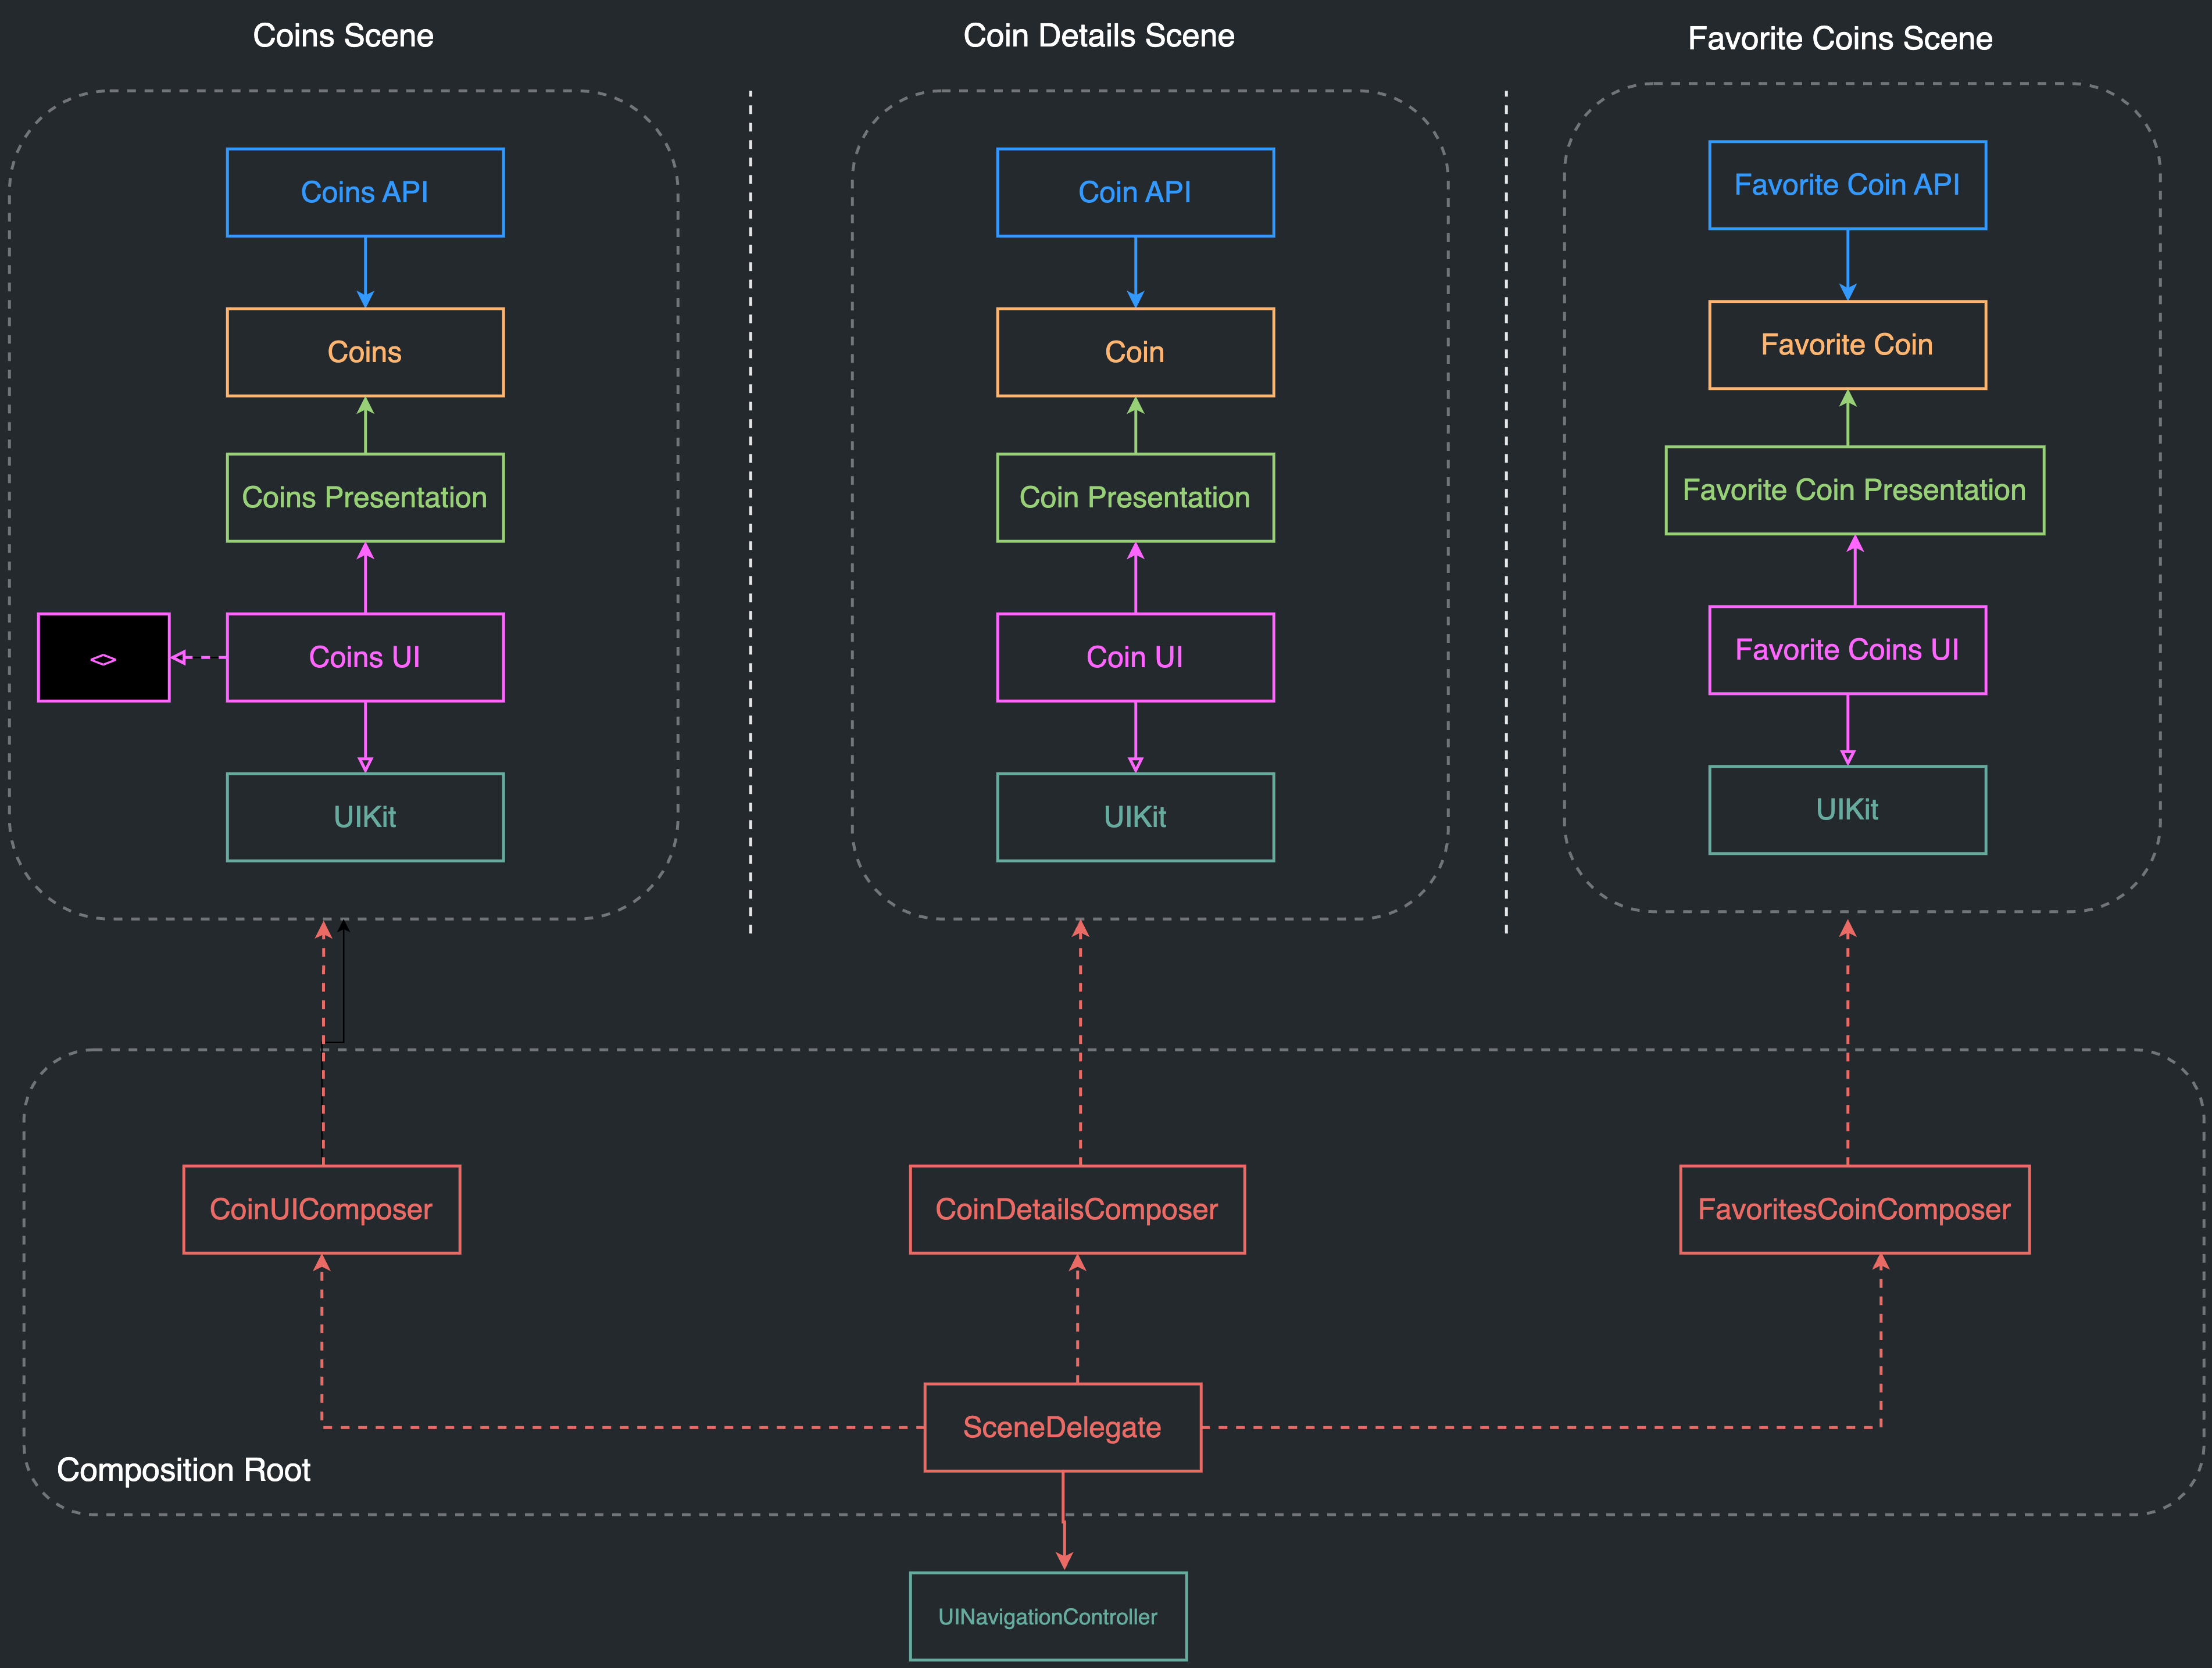 Coins Scene
Coin Details Scene
Favorite Coins Scene
Coins API
Coin API
Favorite Coin API
Coins
Coin
Favorite Coin
Coins Presentation
Coin Presentation
Favorite Coin Presentation
<>
Coins UI
Coin UI
Favorite Coins UI
UIKit
UIKit
UIKit
CoinUIComposer
CoinDetailsComposer
FavoritesCoinComposer
SceneDelegate
Composition Root
UINavigationController